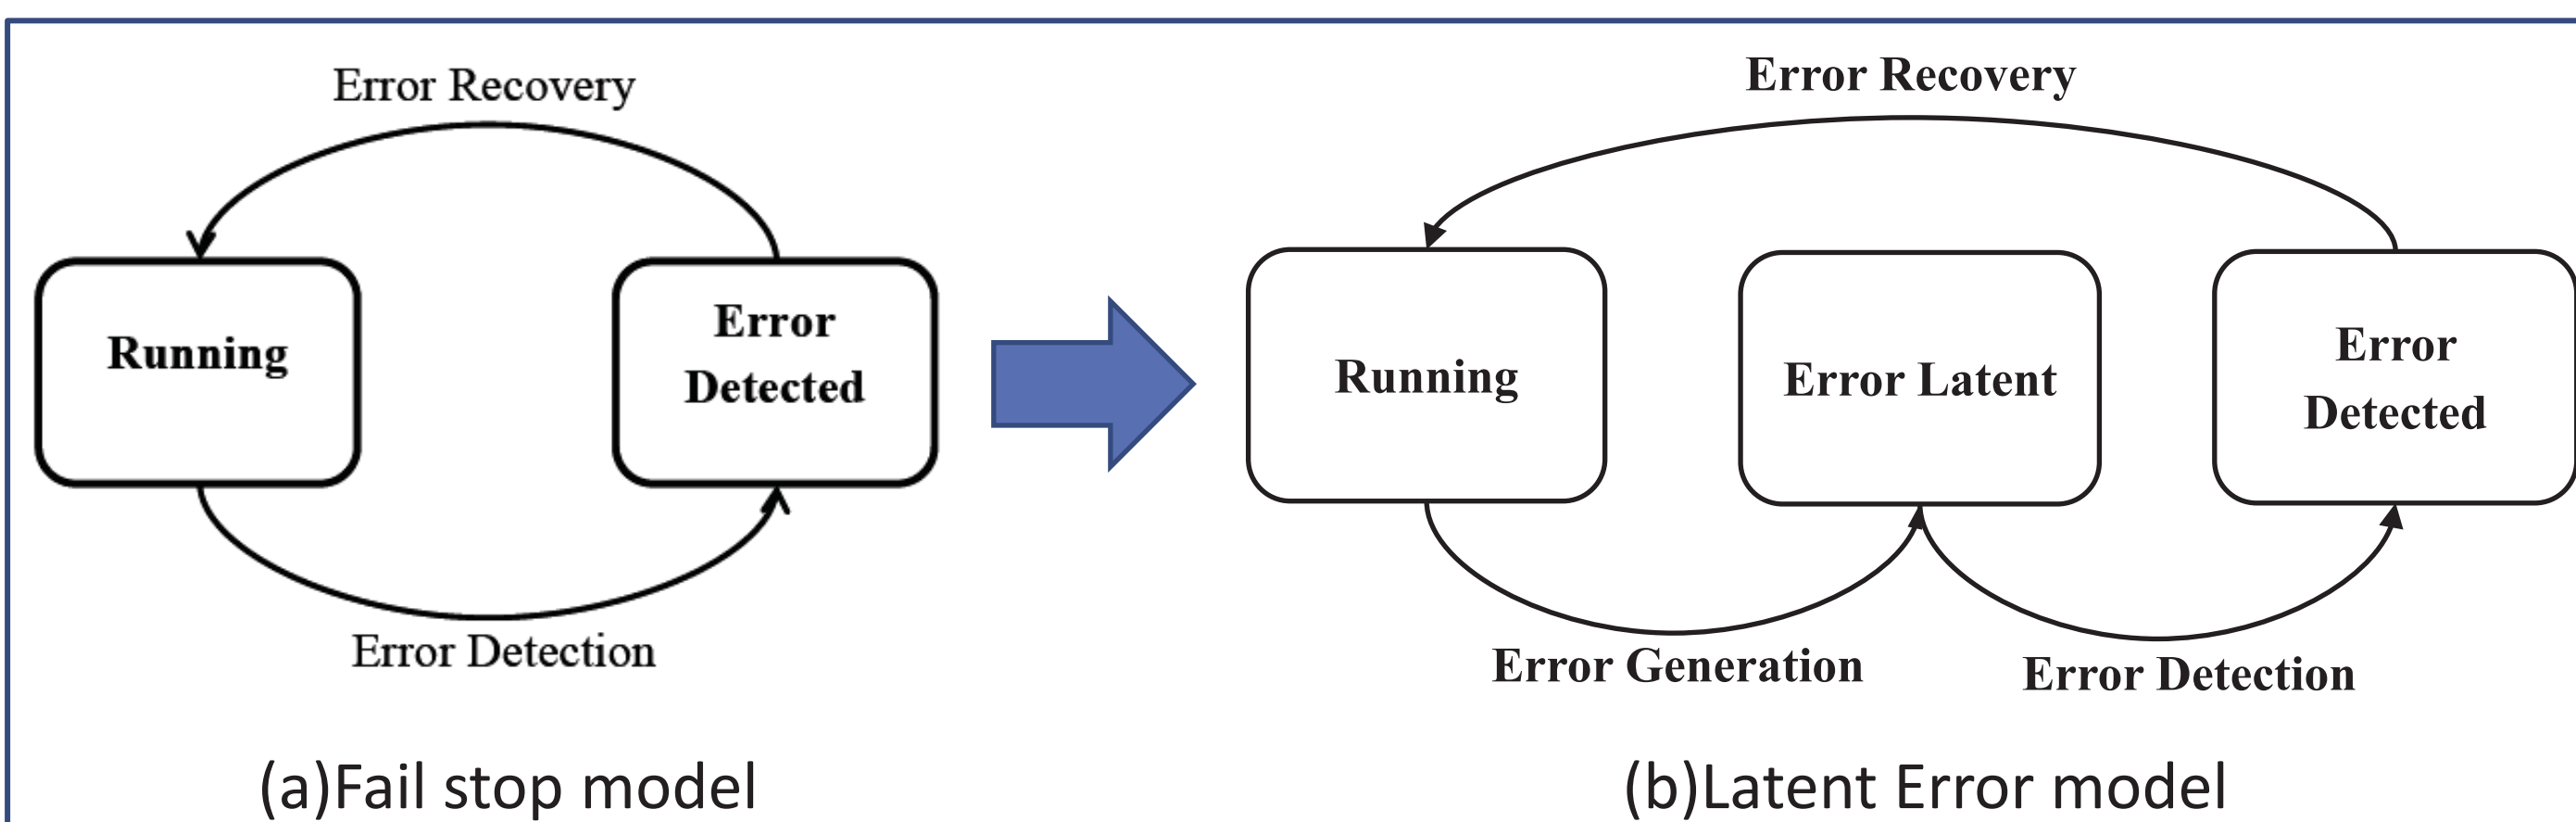 Error Recovery
Running
Error
Detected
Error Detection
(a)Fail stop model
Error Recovery
Running
Error Latent
Error
Detected
Error Generation
Error Detection
(b)Latent Error model